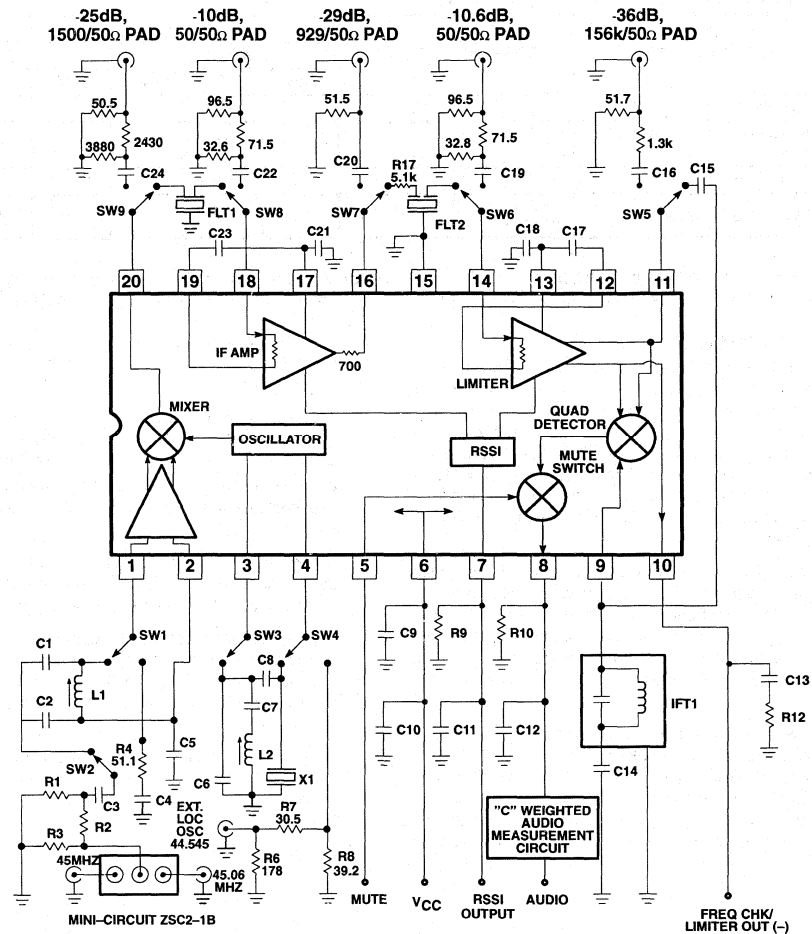 -25dB,
1500/50Ω PAD
-10dB,
50/50Ω PAD
-29dB,
929/50Ω PAD
-10.6dB,
50/50Ω PAD
-36dB,
156k/50Ω PAD
50.5
2430
3880
C24
96.5
71.5
32.6
C22
51.5
C20
R17
5.1k
96.5
71.5
32.8
C19
51.7
1.3k
C16
C15
SW9
FLT1
SW8
SW7
FLT2
SW6
SW5
C23
C21
C18
C17
20
19
18
17
16
15
14
13
12
11
IF AMP
700
LIMITER
MIXER
OSCILLATOR
RSSI
QUAD
DETECTOR
MUTE
SWITCH
1
2
3
4
5
6
7
8
9
10
SW1
SW3
SW4
C1
L1
C2
C5
SW2
R4
51.1
C4
R1
C3
R2
R3
C8
C7
L2
C6
X1
EXT.
LOC
OSC
44.545
R7
30.5
R6
178
R8
39.2
45MHZ
45.06
MHZ
MINI–CIRCUIT ZSC2–1B
C9
R9
R10
C10
C11
C12
"C" WEIGHTED
AUDIO
MEASUREMENT
CIRCUIT
IFT1
C14
C13
R12
MUTE
VCC
RSSI
OUTPUT
AUDIO
FREQ CHK/
LIMITER OUT (–)